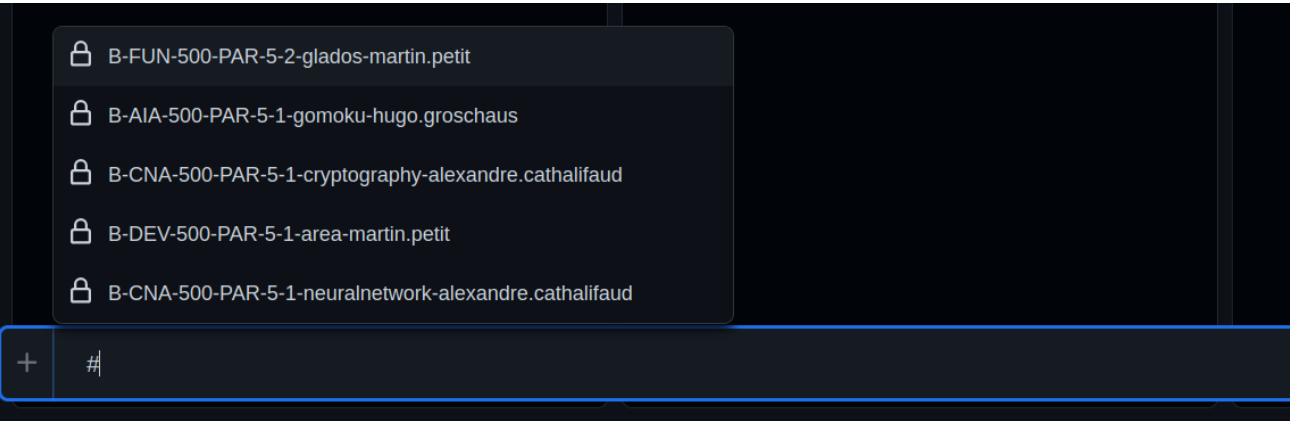 B-FUN-500-PAR-5-2-glados-martin.petit
B-AIA-500-PAR-5-1-gomoku-hugo.groschaus
B-CNA-500-PAR-5-1-cryptography-alexandre.cathalifaud
B-DEV-500-PAR-5-1-area-martin.petit
B-CNA-500-PAR-5-1-neuralnetwork-alexandre.cathalifaud
#